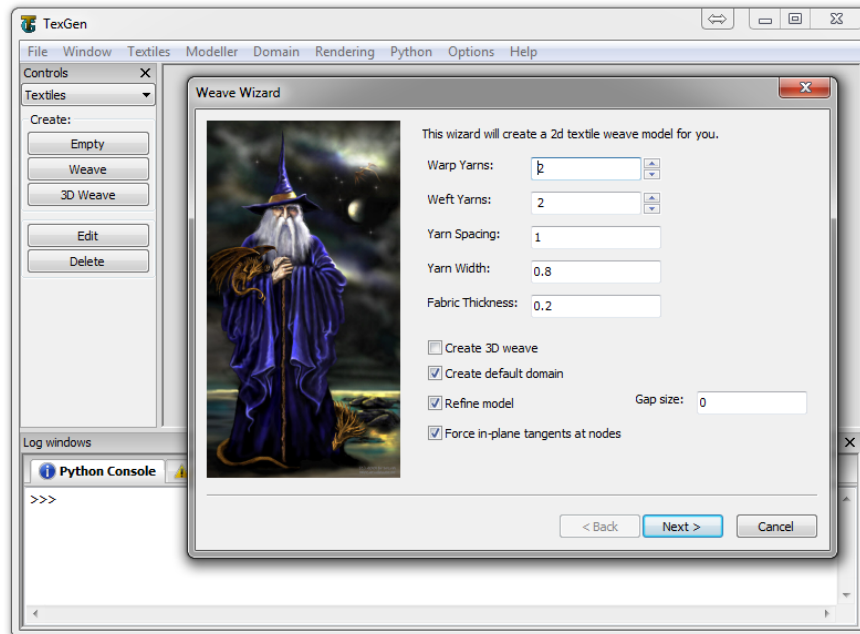 TexGen
File Window Textiles Modeller Domain Rendering Python Options Help
Controls
Textiles
Create:
Empty
Weave
3D Weave
Edit
Delete
Weave Wizard
This wizard will create a 2d textile weave model for you.
Warp Yarns: 2
Weft Yarns: 2
Yarn Spacing: 1
Yarn Width: 0.8
Fabric Thickness: 0.2
Create 3D weave
Create default domain
Refine model Gap size: 0
Force in-plane tangents at nodes
< Back Next > Cancel
Log windows
Python Console
>>>